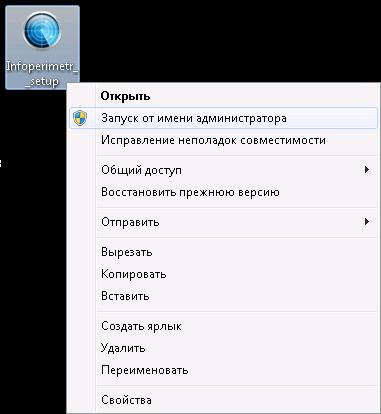 Infoperimetr_
_setup
Открыть
Запуск от имени администратора
Исправление неполадок совместимости
Общий доступ
Восстановить прежнюю версию
Отправить
Вырезать
Копировать
Вставить
Создать ярлык
Удалить
Переименовать
Свойства